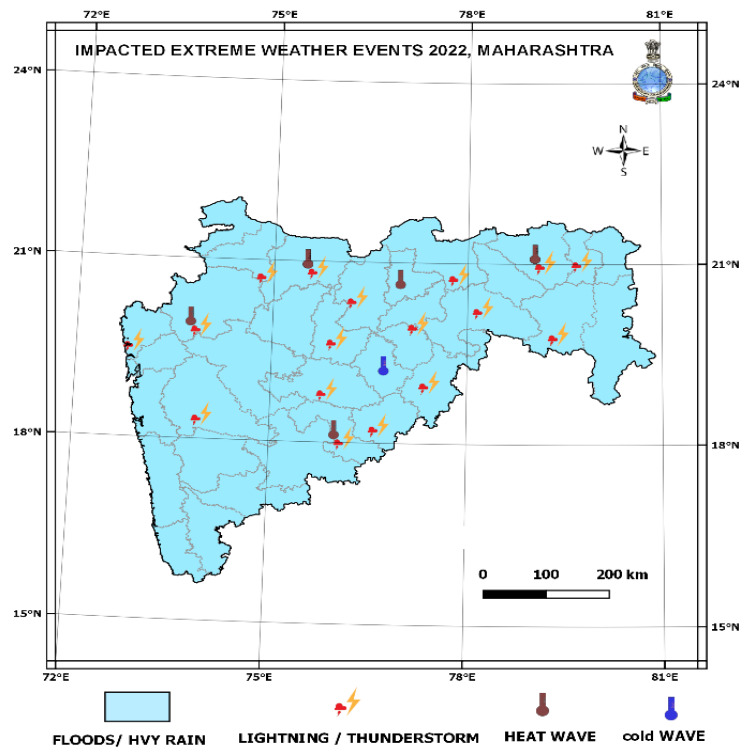 72°E 75°E 78°E 81°E
IMPACTED EXTREME WEATHER EVENTS 2022, MAHARASHTRA
24°N 24°N
N
W E
S
21°N 21°N
18°N 18°N
0 100 200 km
15°N 15°N
72°E 75°E 78°E 81°E
FLOODS/ HVY RAIN LIGHTNING / THUNDERSTORM HEAT WAVE cold WAVE